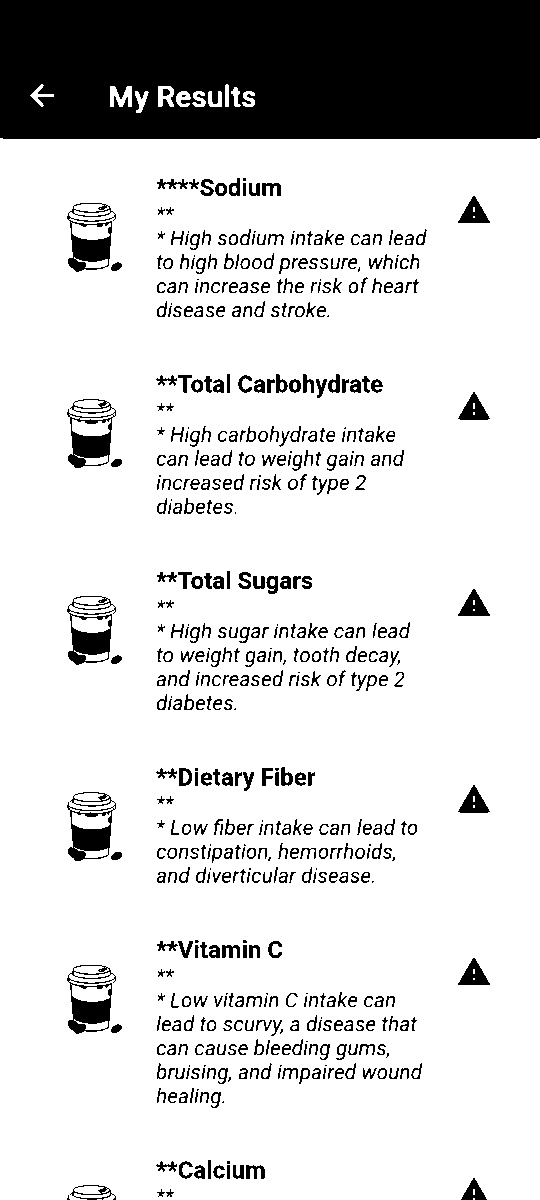 My Results
****Sodium
**
* High sodium intake can lead
to high blood pressure, which
can increase the risk of heart
disease and stroke.
**Total Carbohydrate
**
* High carbohydrate intake
can lead to weight gain and
increased risk of type 2
diabetes.
**Total Sugars
**
* High sugar intake can lead
to weight gain, tooth decay,
and increased risk of type 2
diabetes.
**Dietary Fiber
**
* Low fiber intake can lead to
constipation, hemorrhoids,
and diverticular disease.
**Vitamin C
**
* Low vitamin C intake can
lead to scurvy, a disease that
can cause bleeding gums,
bruising, and impaired wound
healing.
**Calcium
**